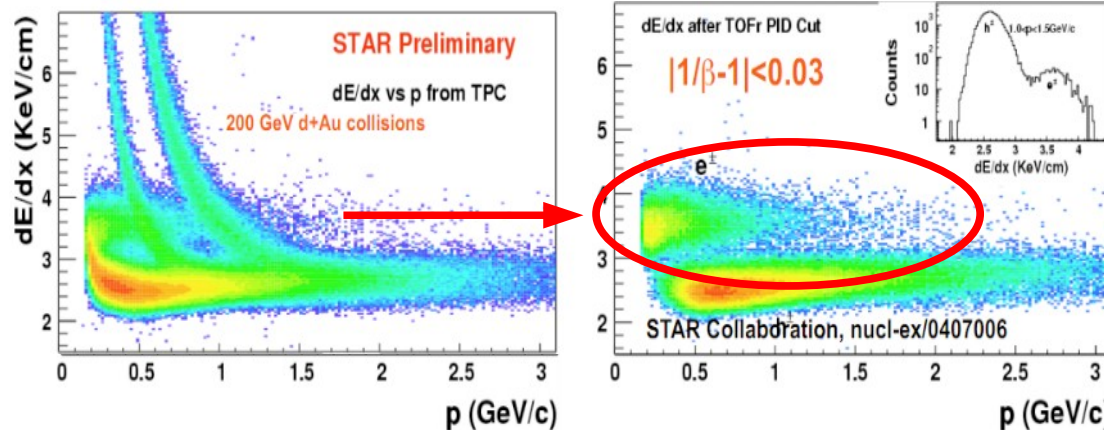 STAR Preliminary
dE/dx vs p from TPC
200 GeV d+Au collisions
dE/dx (KeV/cm)
6
5
4
3
2
0 0.5 1 1.5 2 2.5 3
p (GeV/c)
dE/dx after TOFr PID Cut
|1/β-1|<0.03
e±
h±
STAR Collaboration, nucl-ex/0407006
6
5
4
3
2
0 0.5 1 1.5 2 2.5 3
p (GeV/c)
Counts
10³
10²
10
1
h± 1.0<p<1.5GeV/c
e±
2 3 4
dE/dx (KeV/cm)